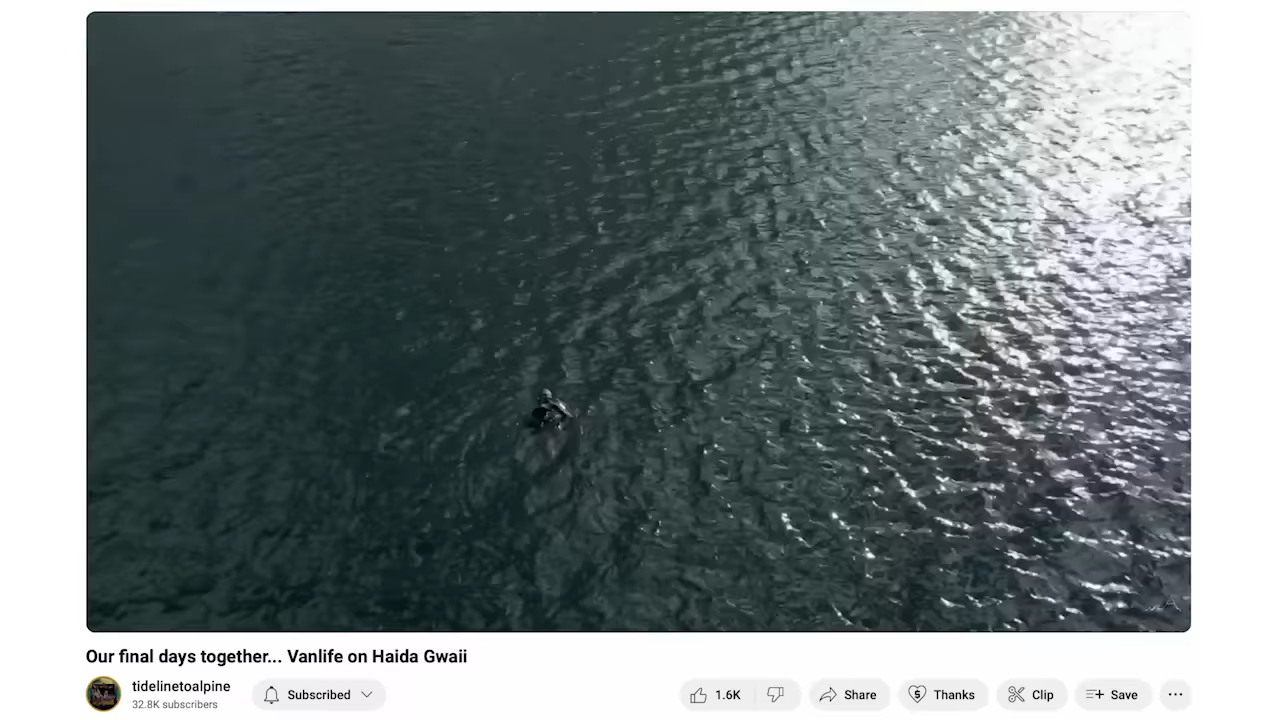 Our final days together... Vanlife on Haida Gwaii
tidelinetoalpine
32.8K subscribers
Subscribed
1.6K
Share
Thanks
Clip
Save